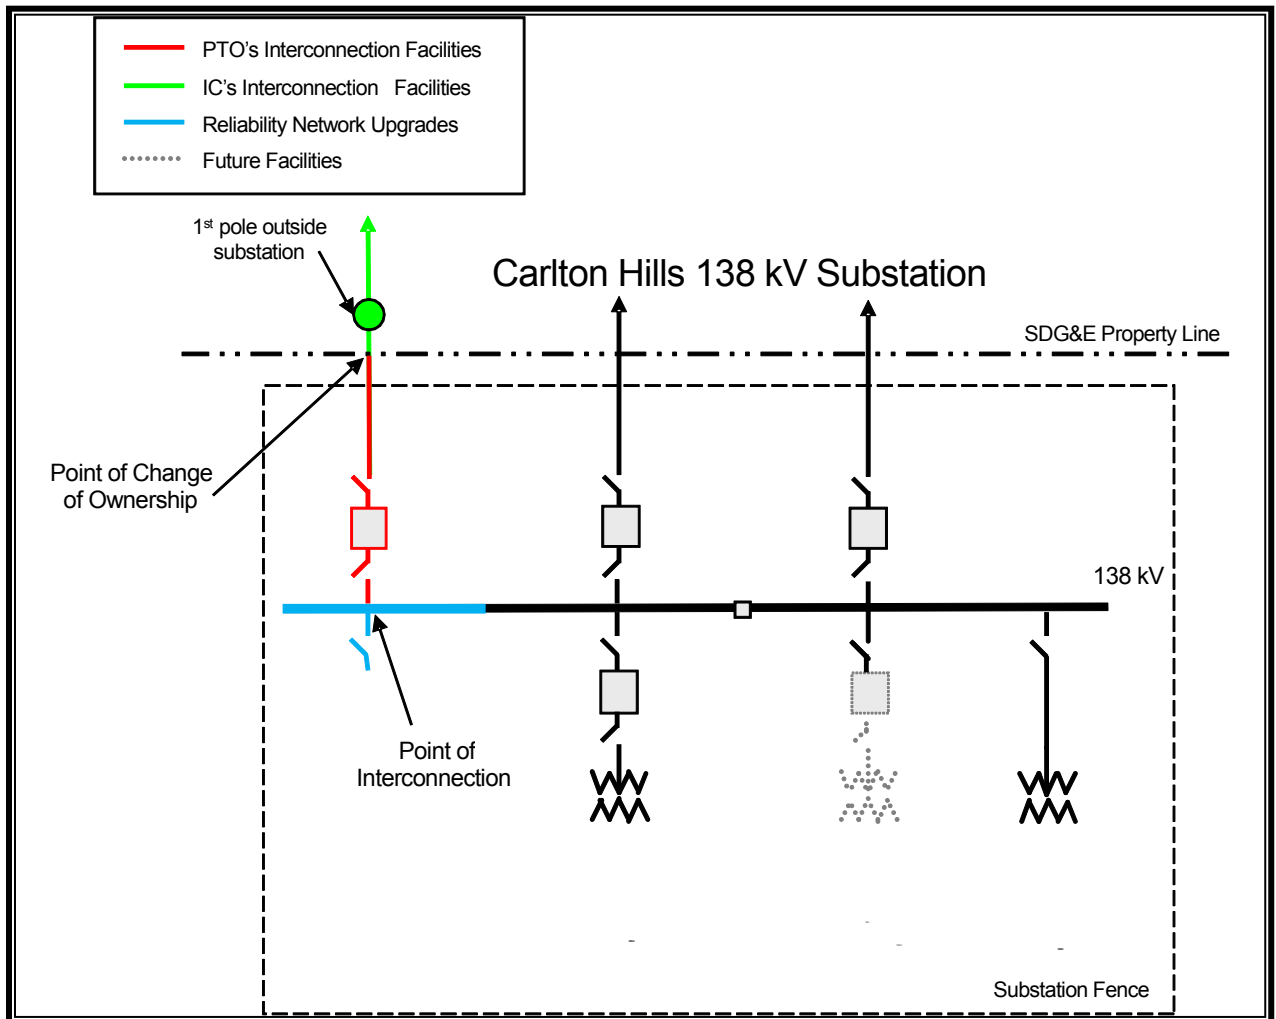 PTO's Interconnection Facilities
IC's Interconnection Facilities
Reliability Network Upgrades
Future Facilities
1st pole outside
substation
Carlton Hills 138 kV Substation
SDG&E Property Line
Point of Change
of Ownership
138 kV
Point of
Interconnection
Substation Fence